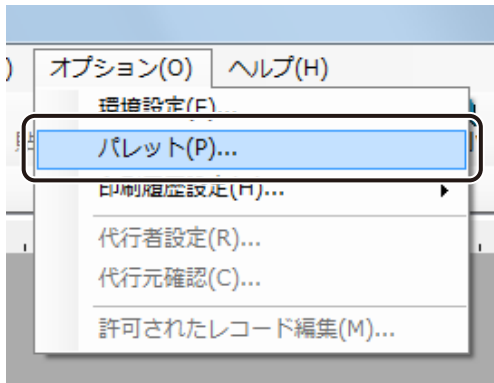 ) オプション(O) ヘルプ(H)
環境設定(E)...
パレット(P)...
印刷履歴設定(H)...
代行者設定(R)...
代行元確認(C)...
許可されたレコード編集(M)...